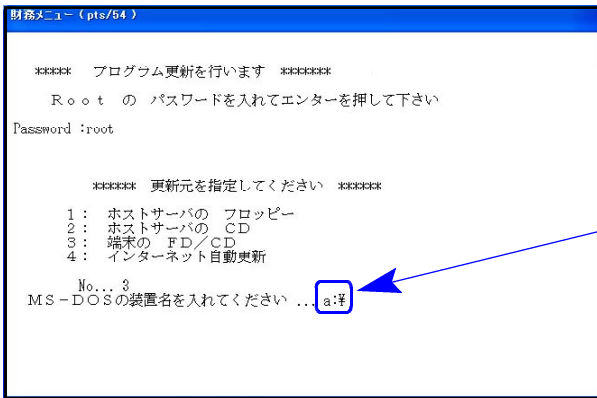 財務メニュー ( pts/54 )
***** プログラム更新を行います *******
Ｒｏｏｔ の パスワードを入れてエンターを押して下さい
Password :root
****** 更新元を指定してください ******
1： ホストサーバの フロッピー
2： ホストサーバの CD
3： 端末の ＦＤ／ＣＤ
4： インターネット自動更新
No... 3
ＭＳ－ＤＯＳの装置名を入れてください ... a:¥